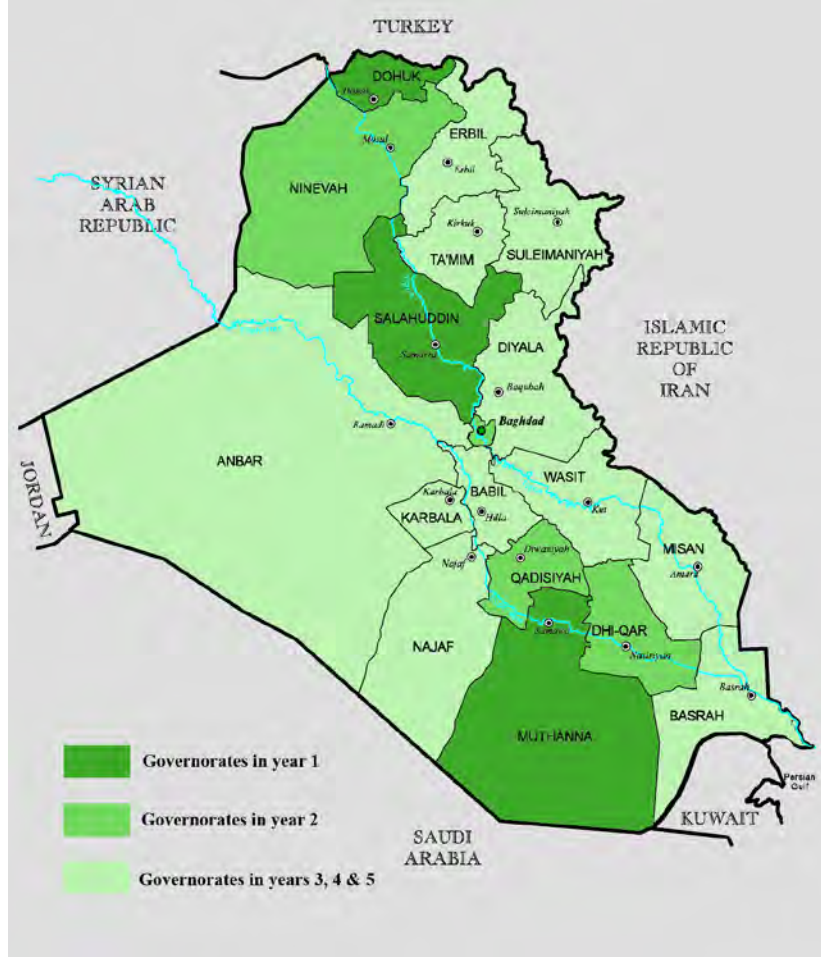 TURKEY
DOHUK
Dohuk
ERBIL
Mosul
Erbil
NINEVAH
SYRIAN
ARAB
REPUBLIC
Suleimaniyah
Kirkuk
TA'MIM
SULEIMANIYAH
SALAHUDDIN
Samarra
DIYALA
ISLAMIC
REPUBLIC
OF
IRAN
Baqubah
Ramadi
Baghdad
ANBAR
JORDAN
WASIT
BABIL
Karbala
KARBALA
Hilla
Kut
MISAN
Amara
Najaf
Diwaniyah
QADISIYAH
Samawa
DHI-QAR
NAJAF
Nasiriyah
Basrah
BASRAH
MUTHANNA
Governorates in year 1
Persian
Gulf
Governorates in year 2
KUWAIT
SAUDI
ARABIA
Governorates in years 3, 4 & 5